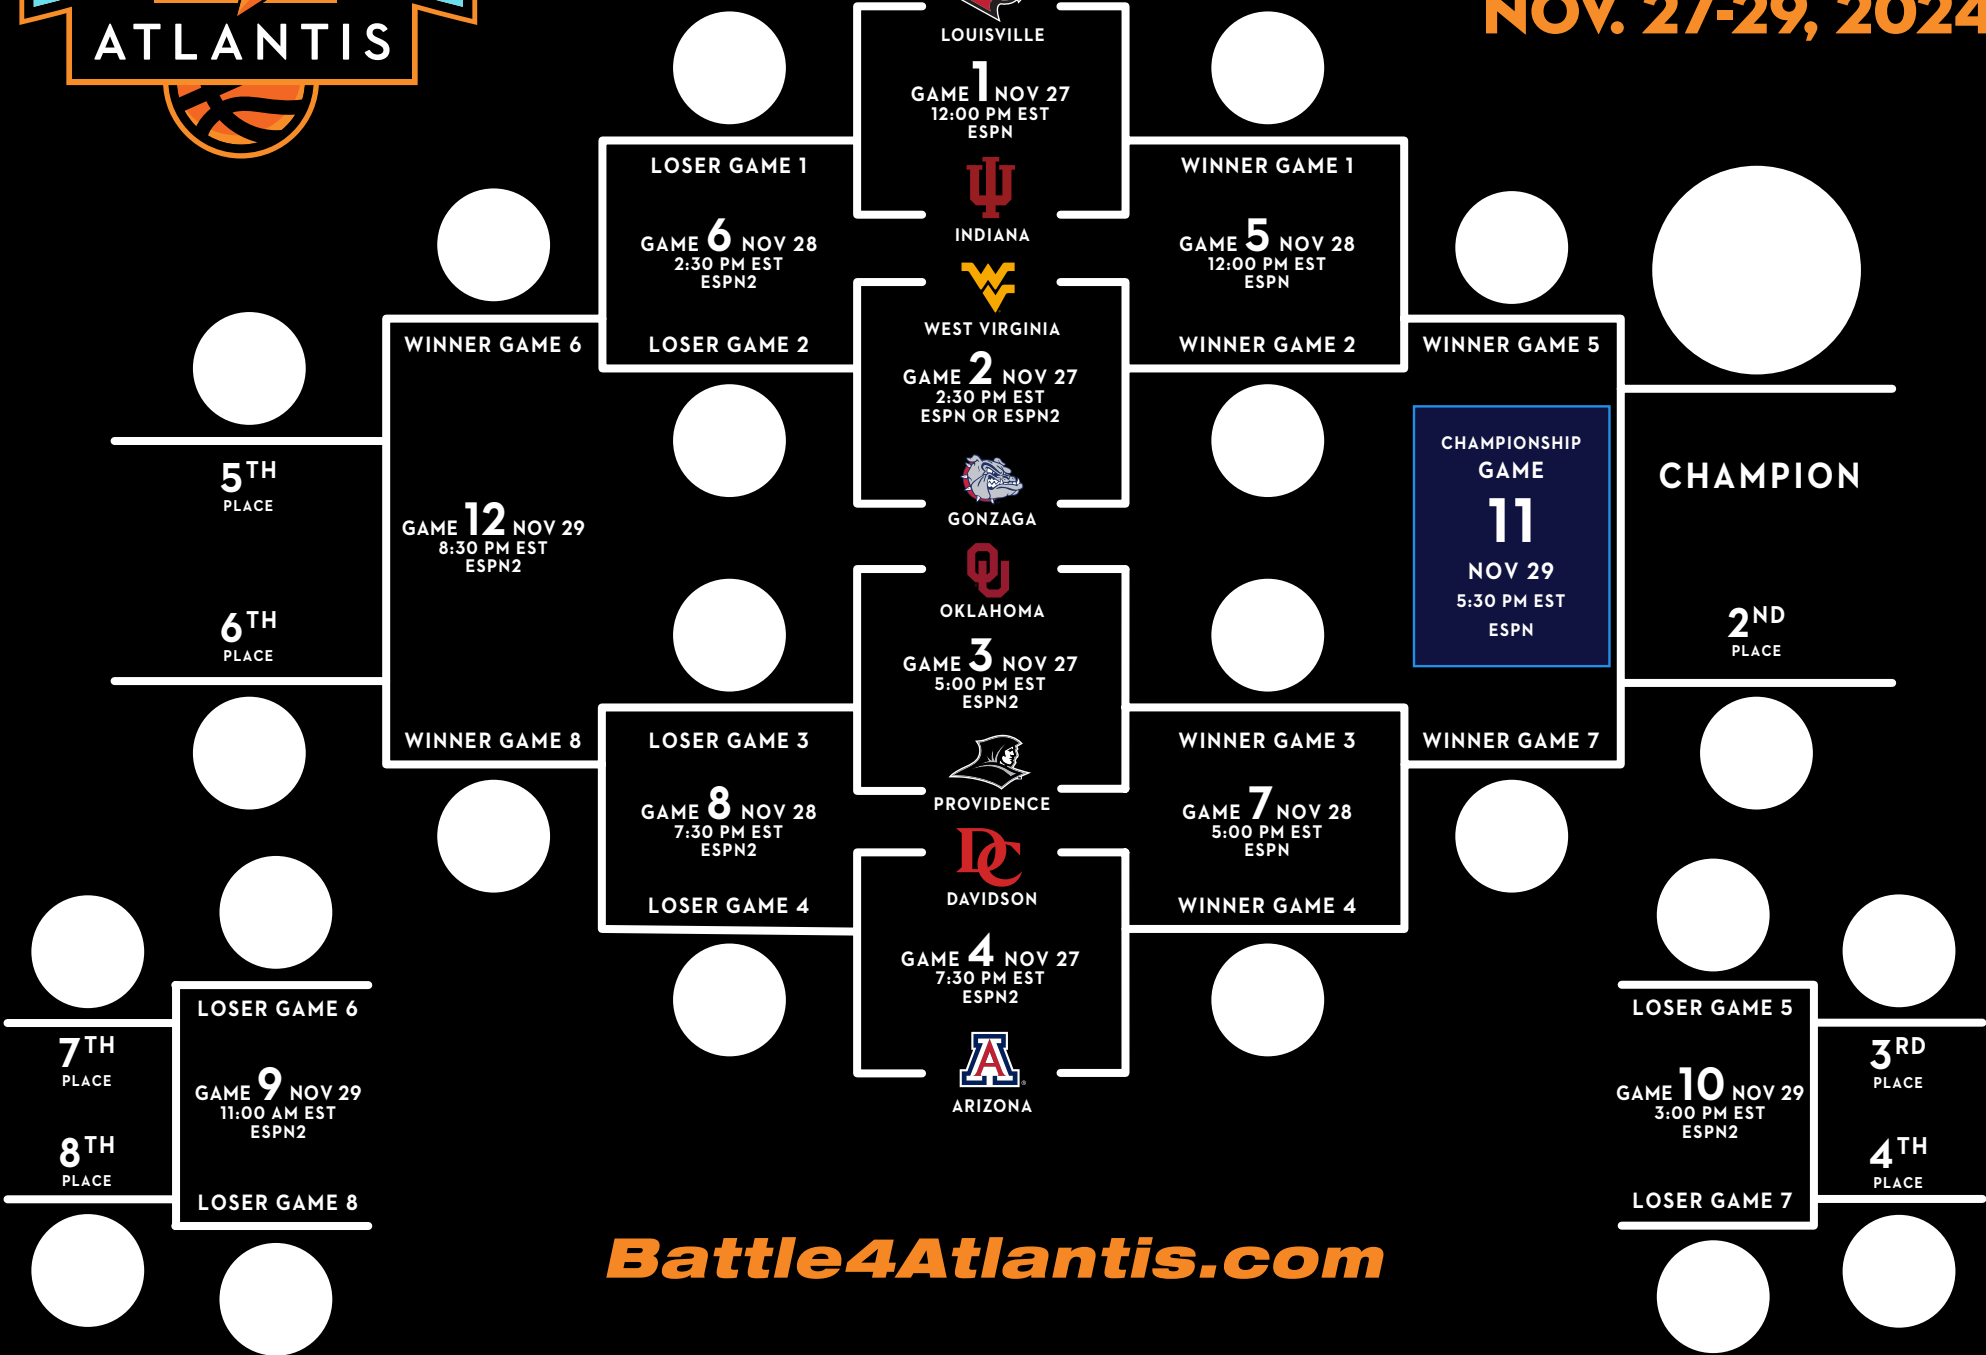 ATLANTIS
NOV. 27-29, 2024
LOUISVILLE
GAME 1 NOV 27
12:00 PM EST
ESPN
INDIANA
WEST VIRGINIA
GAME 2 NOV 27
2:30 PM EST
ESPN OR ESPN2
GONZAGA
OKLAHOMA
GAME 3 NOV 27
5:00 PM EST
ESPN2
PROVIDENCE
DC
DAVIDSON
GAME 4 NOV 27
7:30 PM EST
ESPN2
A
ARIZONA
LOSER GAME 1
GAME 6 NOV 28
2:30 PM EST
ESPN2
LOSER GAME 2
WINNER GAME 1
GAME 5 NOV 28
12:00 PM EST
ESPN
WINNER GAME 2
WINNER GAME 6
GAME 12 NOV 29
8:30 PM EST
ESPN2
WINNER GAME 8
5TH
PLACE
6TH
PLACE
LOSER GAME 3
GAME 8 NOV 28
7:30 PM EST
ESPN2
LOSER GAME 4
WINNER GAME 3
GAME 7 NOV 28
5:00 PM EST
ESPN
WINNER GAME 4
WINNER GAME 5
CHAMPIONSHIP
GAME
11
NOV 29
5:30 PM EST
ESPN
WINNER GAME 7
CHAMPION
2ND
PLACE
LOSER GAME 6
7TH
PLACE
GAME 9 NOV 29
11:00 AM EST
ESPN2
8TH
PLACE
LOSER GAME 8
LOSER GAME 5
3RD
PLACE
GAME 10 NOV 29
3:00 PM EST
ESPN2
4TH
PLACE
LOSER GAME 7
Battle4Atlantis.com